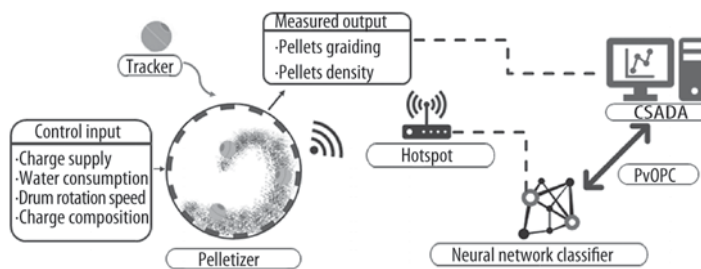 Measured output
·Pellets graiding
·Pellets density
Tracker
Control input
·Charge supply
·Water consumption
·Drum rotation speed
·Charge composition
Pelletizer
Hotspot
CSADA
PvOPC
Neural network classifier